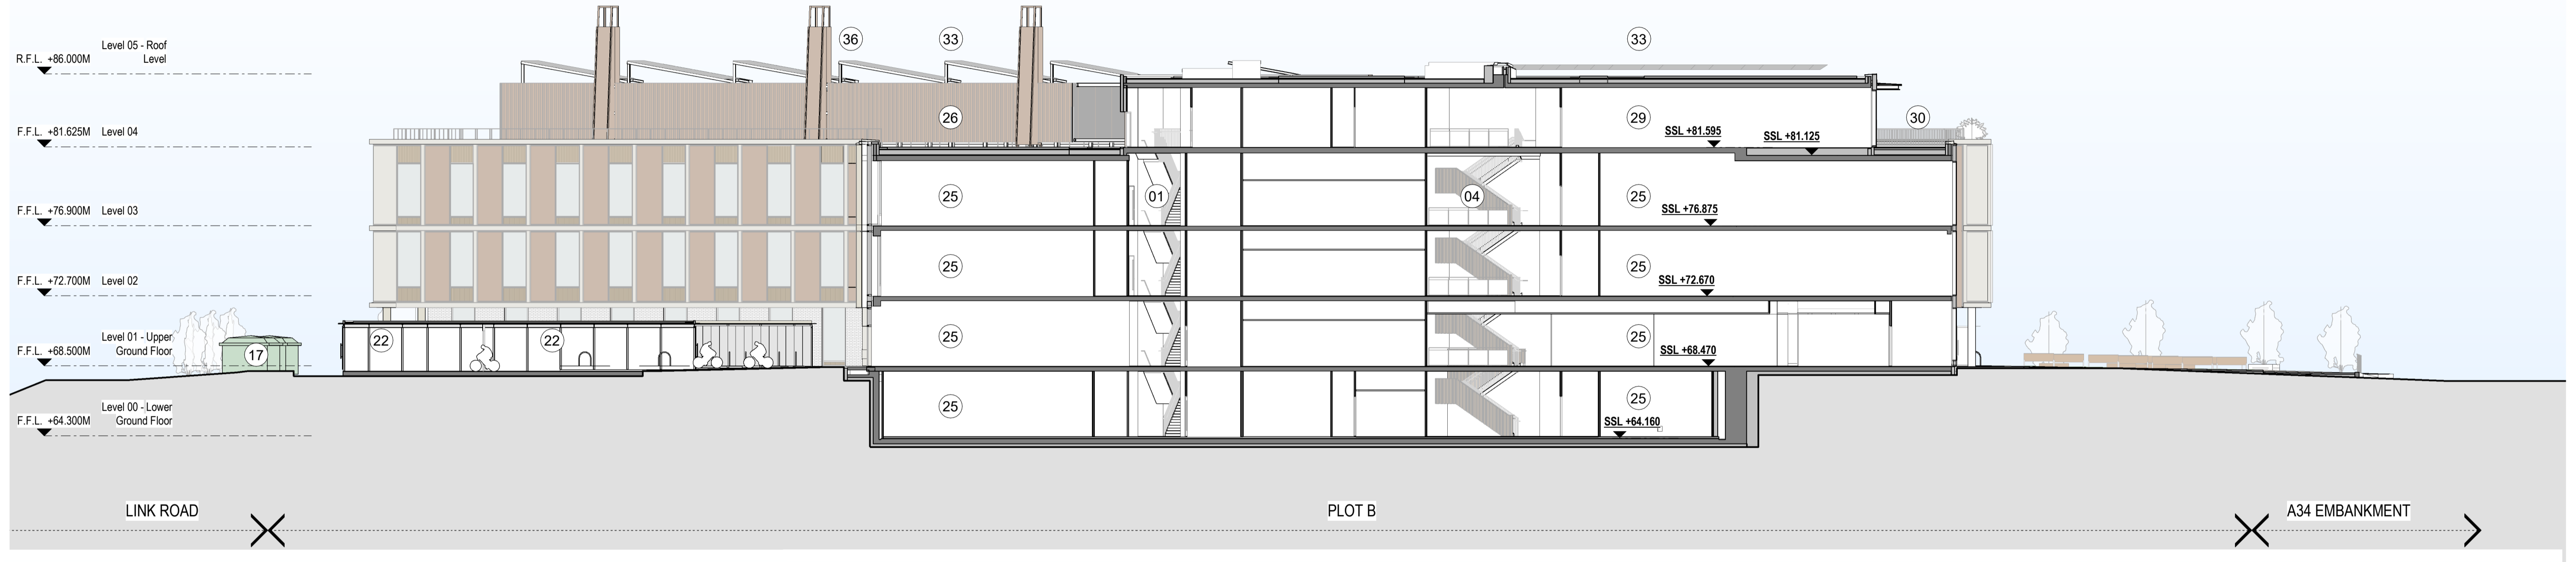 36
33
33
Level 05 - Roof
Level
R.F.L. +86.000M
26
29
30
F.F.L. +81.625M Level 04
SSL +81.595
SSL +81.125
25
01
04
25
F.F.L. +76.900M Level 03
SSL +76.875
25
25
F.F.L. +72.700M Level 02
SSL +72.670
Level 01 - Upper
Ground Floor
F.F.L. +68.500M
17
22
22
25
25
SSL +68.470
Level 00 - Lower
Ground Floor
F.F.L. +64.300M
25
25
SSL +64.160
LINK ROAD
PLOT B
A34 EMBANKMENT